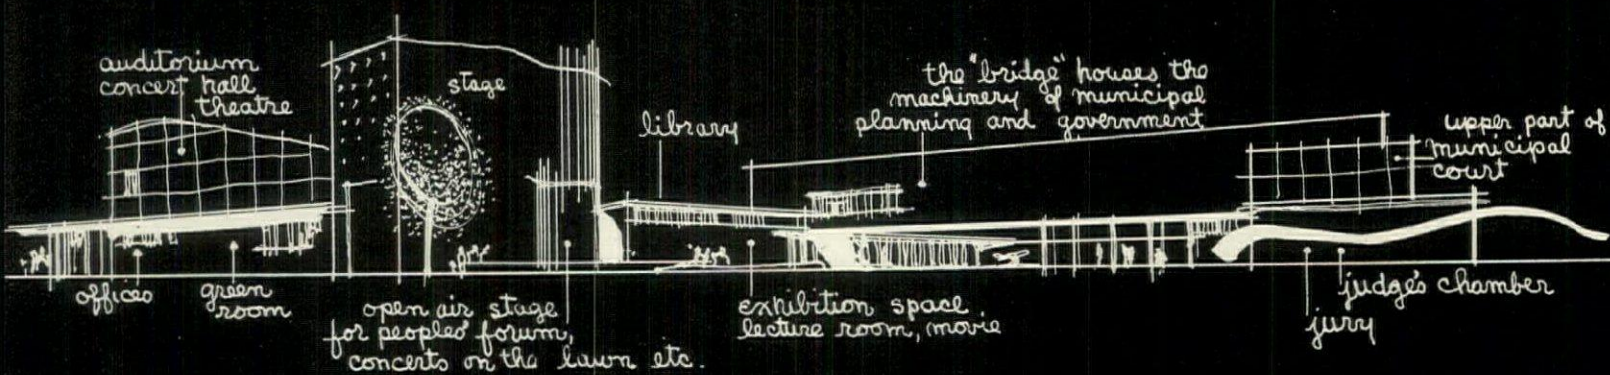 auditorium
concert hall
theatre
stage
library
the "bridge" houses the
machinery of municipal
planning and government
upper part of
municipal
court
offices
green
room
open air stage
for peoples' forum,
concerts on the lawn etc.
exhibition space
lecture room, movie
judge's chamber
jury